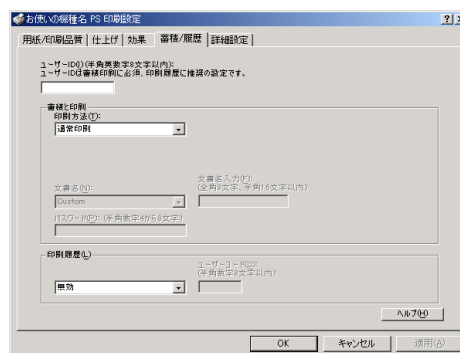 お使いの機種名 PS 印刷設定
用紙/印刷品質 仕上げ 効果 蓄積/履歴 詳細設定
ユーザーID(I):(半角英数字8文字以内):
ユーザーIDは蓄積印刷に必須、印刷履歴に推奨の設定です。
蓄積と印刷
印刷方法(T):
通常印刷
文書名(N):
Custom
文書名入力(F):
(全角8文字、半角16文字以内)
パスワード(P): (半角数字4から8文字)
印刷履歴(L)
無効
ユーザーコード(C):
(半角数字8文字以内)
ヘルプ(H)
OK キャンセル 適用(A)